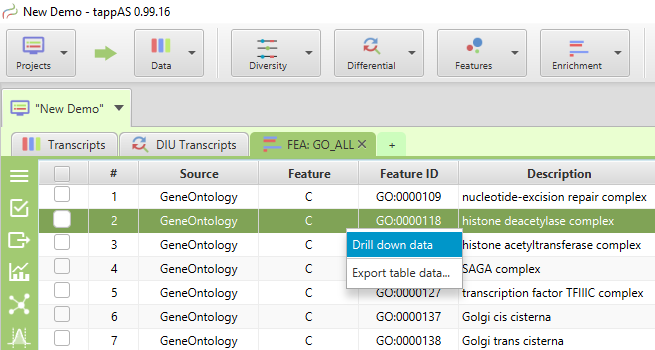 New Demo - tappAS 0.99.16
Projects Data Diversity Differential Features Enrichment
"New Demo"
Transcripts DIU Transcripts FEA: GO_ALL × +
# Source Feature Feature ID Description
1 GeneOntology C GO:0000109 nucleotide-excision repair complex
2 GeneOntology C GO:0000118 histone deacetylase complex
3 GeneOntology C histone acetyltransferase complex
Drill down data
4 GeneOntology C SAGA complex
Export table data...
5 GeneOntology C GO:0000127 transcription factor TFIIIC complex
6 GeneOntology C GO:0000137 Golgi cis cisterna
7 GeneOntology C GO:0000138 Golgi trans cisterna